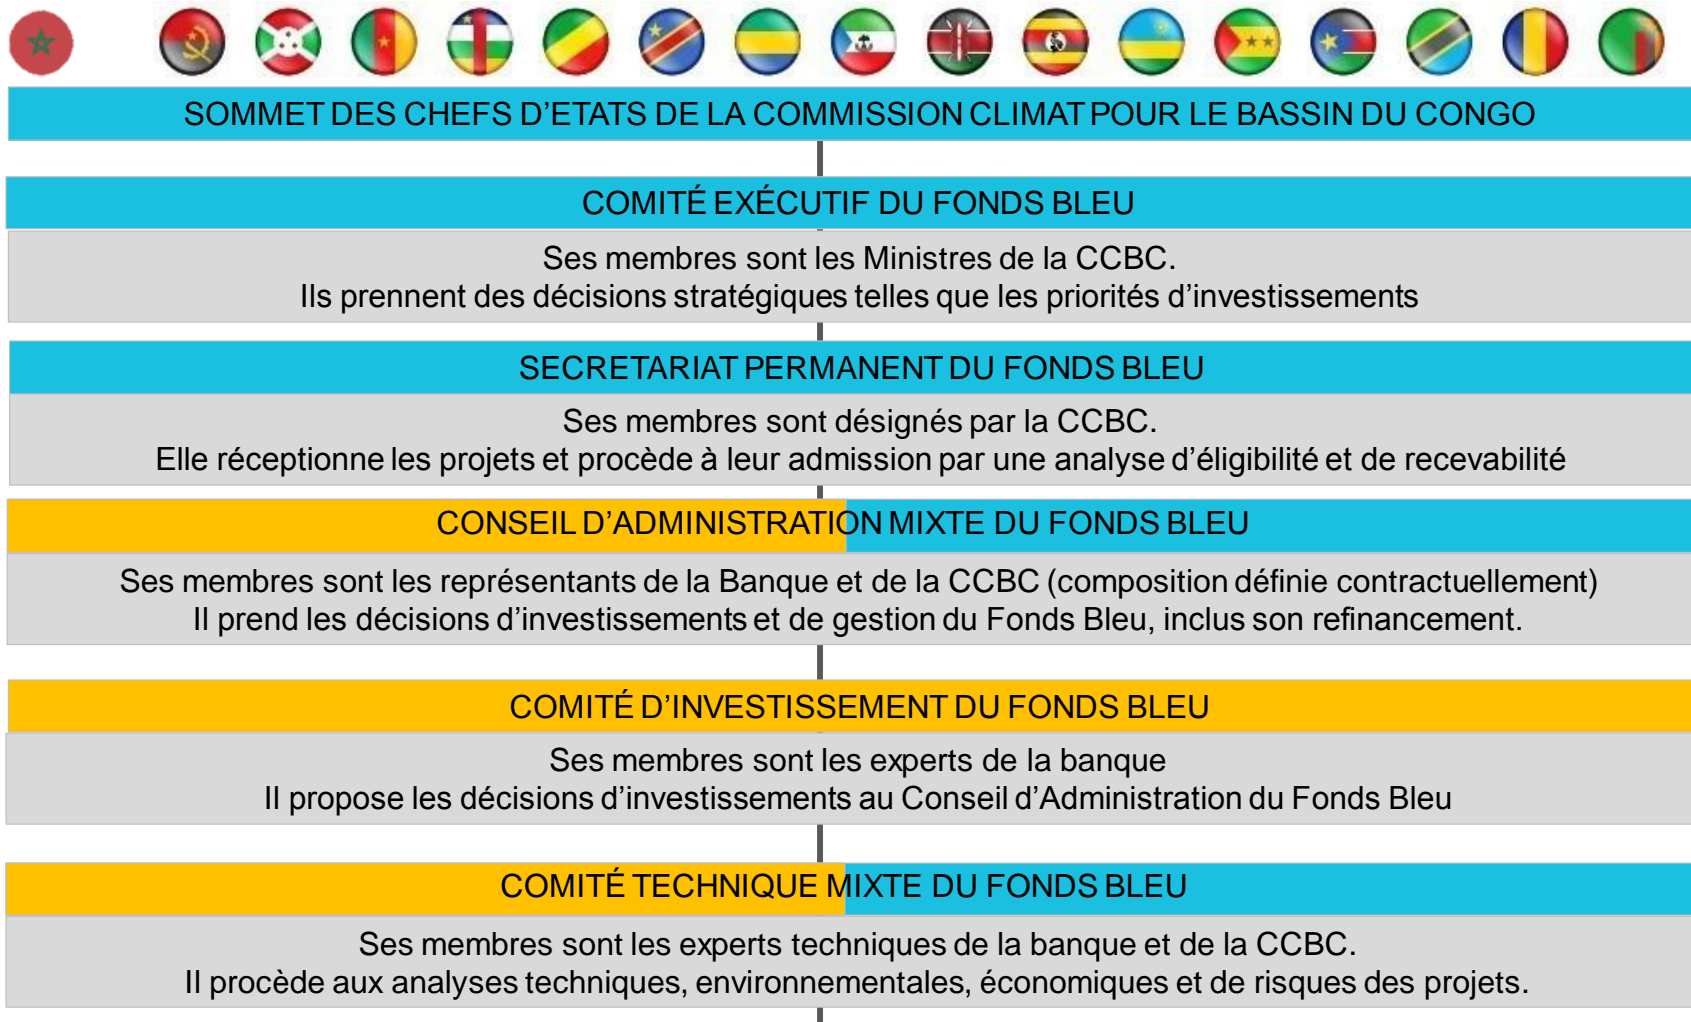 SOMMET DES CHEFS D’ETATS DE LA COMMISSION CLIMAT POUR LE BASSIN DU CONGO
COMITÉ EXÉCUTIF DU FONDS BLEU
Ses membres sont les Ministres de la CCBC.
Ils prennent des décisions stratégiques telles que les priorités d’investissements
SECRETARIAT PERMANENT DU FONDS BLEU
Ses membres sont désignés par la CCBC.
Elle réceptionne les projets et procède à leur admission par une analyse d’éligibilité et de recevabilité
CONSEIL D’ADMINISTRATION MIXTE DU FONDS BLEU
Ses membres sont les représentants de la Banque et de la CCBC (composition définie contractuellement)
Il prend les décisions d’investissements et de gestion du Fonds Bleu, inclus son refinancement.
COMITÉ D’INVESTISSEMENT DU FONDS BLEU
Ses membres sont les experts de la banque
Il propose les décisions d’investissements au Conseil d’Administration du Fonds Bleu
COMITÉ TECHNIQUE MIXTE DU FONDS BLEU
Ses membres sont les experts techniques de la banque et de la CCBC.
Il procède aux analyses techniques, environnementales, économiques et de risques des projets.